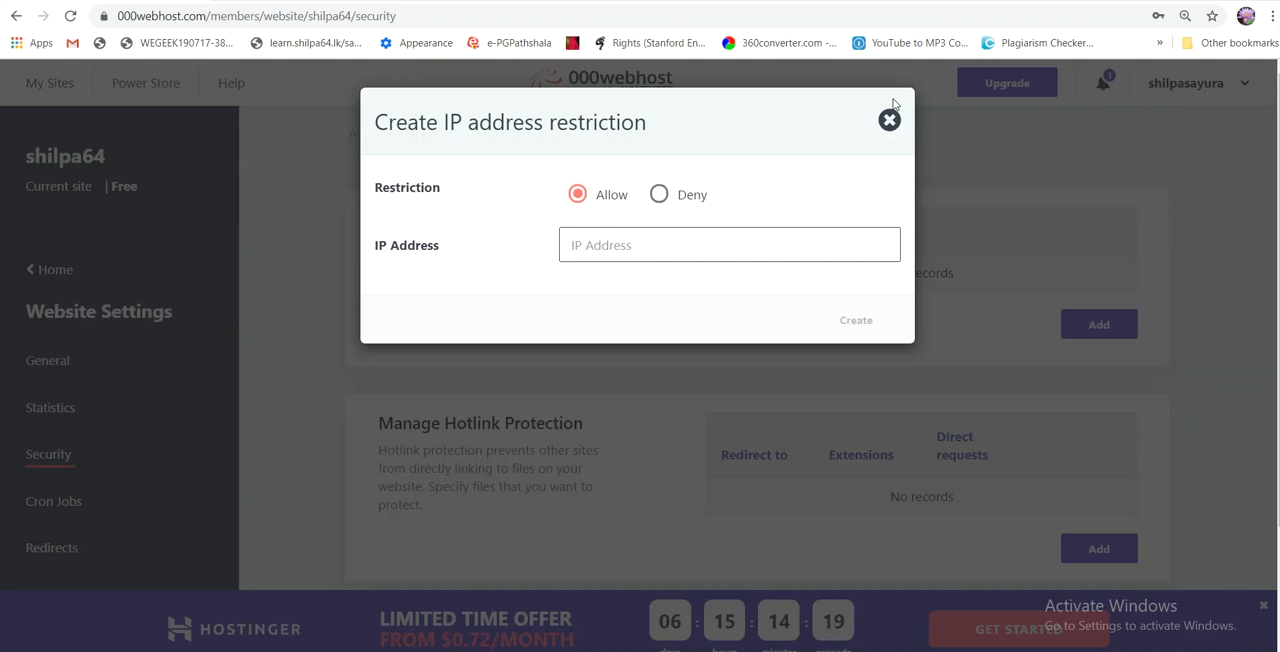 000webhost.com/members/website/shilpa64/security
Apps WEGEEK190717-38... learn.shilpa64.lk/sa... Appearance e-PGPathshala Rights (Stanford En... 360converter.com -... YouTube to MP3 Co... Plagiarism Checker... » Other bookmarks
My Sites Power Store Help 000webhost Upgrade 1 shilpasayura
Create IP address restriction
shilpa64
Current site | Free
Restriction Allow Deny
IP Address IP Address
Home
ecords
Website Settings
Create
Add
General
Statistics
Security
Cron Jobs
Redirects
Manage Hotlink Protection
Hotlink protection prevents other sites
from directly linking to files on your
website. Specify files that you want to
protect.
Redirect to Extensions Direct
requests
No records
Add
HOSTINGER
LIMITED TIME OFFER
FROM $0.72/MONTH
06 : 15 : 14 : 19
GET STARTED
Activate Windows
Go to Settings to activate Windows.